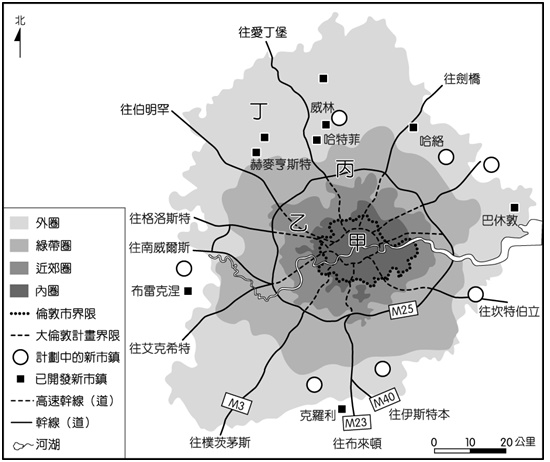 北
往愛丁堡
往劍橋
丁
威林
往伯明罕
哈特菲
哈絡
赫麥亨斯特
丙
巴休敦
外圈
乙
往格洛斯特
綠帶圈
甲
往南威爾斯
近郊圈
內圈
布雷克涅
倫敦市界限
M25
往坎特伯立
大倫敦計畫界限
計劃中的新市鎮
往艾克希特
已開發新市鎮
高速幹線（道）
M3
M40
克羅利
往伊斯特本
幹線（道）
M23
河湖
往樸茨茅斯
往布來頓
0 10 20 公里